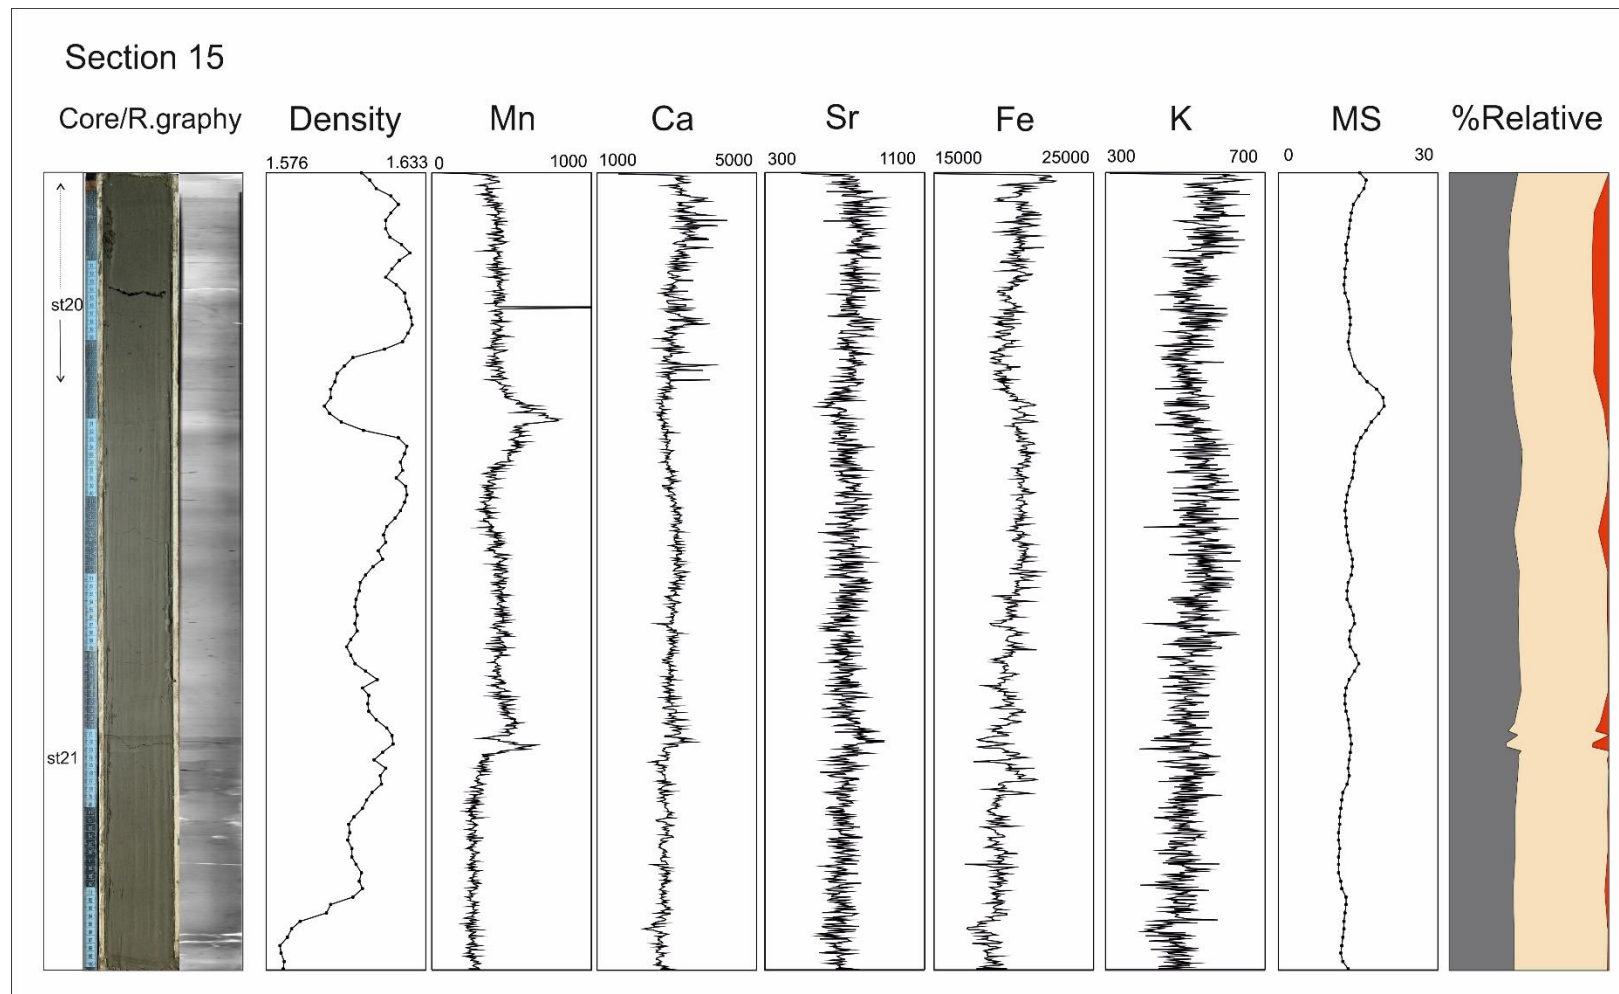 Section 15
Core/R.graphy Density Mn Ca Sr Fe K MS %Relative
1.576 1.633 0 1000 1000 5000 300 1100 15000 25000 300 700 0 30
st20
st21